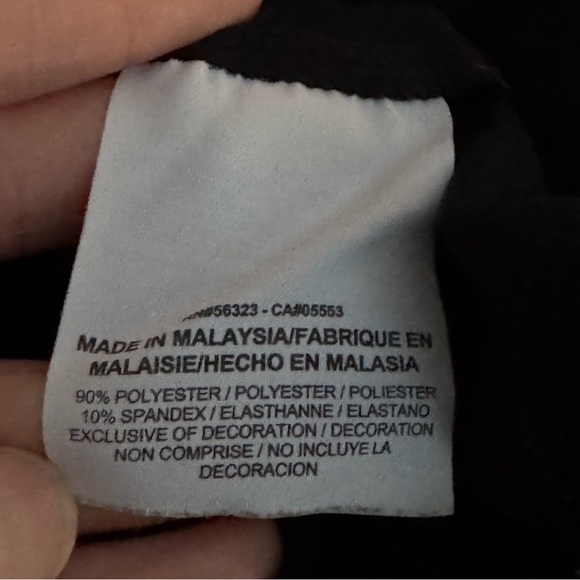 RN#56323 - CA#05553
MADE IN MALAYSIA/FABRIQUE EN
MALAISIE/HECHO EN MALASIA
90% POLYESTER / POLYESTER / POLIESTER
10% SPANDEX / ELASTHANNE / ELASTANO
EXCLUSIVE OF DECORATION / DECORATION
NON COMPRISE / NO INCLUYE LA
DECORACION